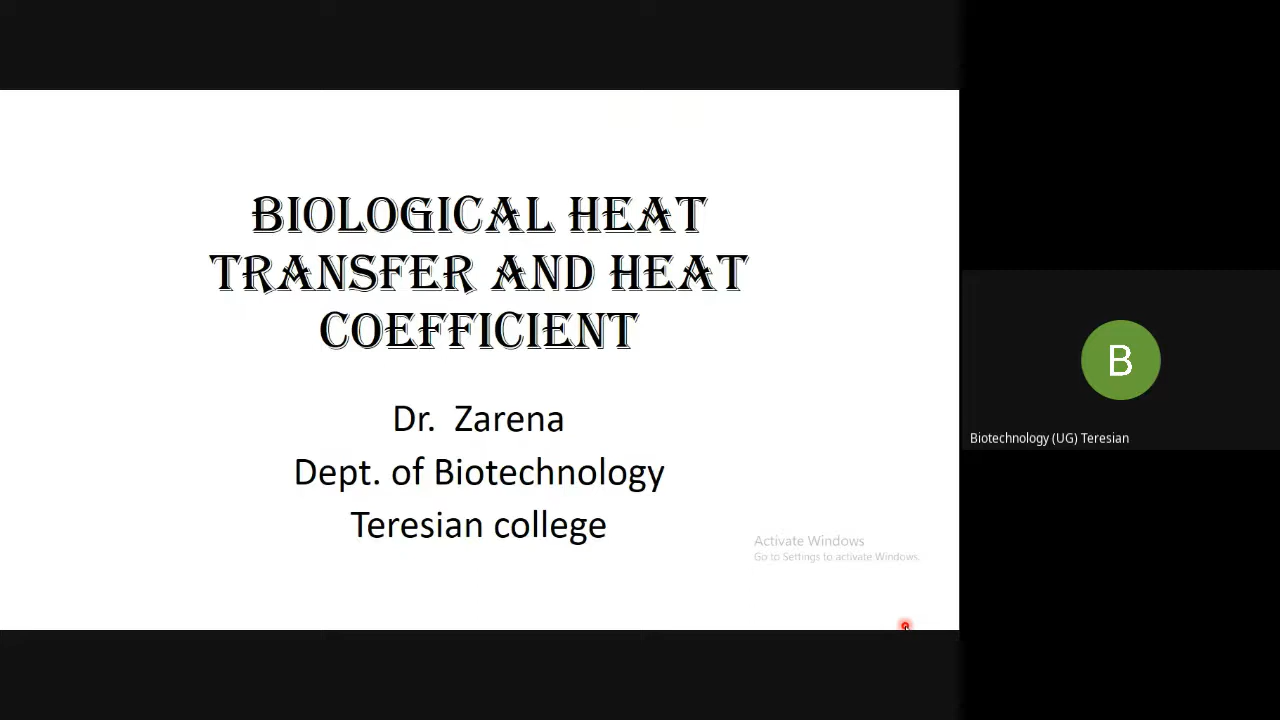 BIOLOGICAL HEAT
TRANSFER AND HEAT
COEFFICIENT
Dr. Zarena
Dept. of Biotechnology
Teresian college
Activate Windows
Go to Settings to activate Windows.
B
Biotechnology (UG) Teresian